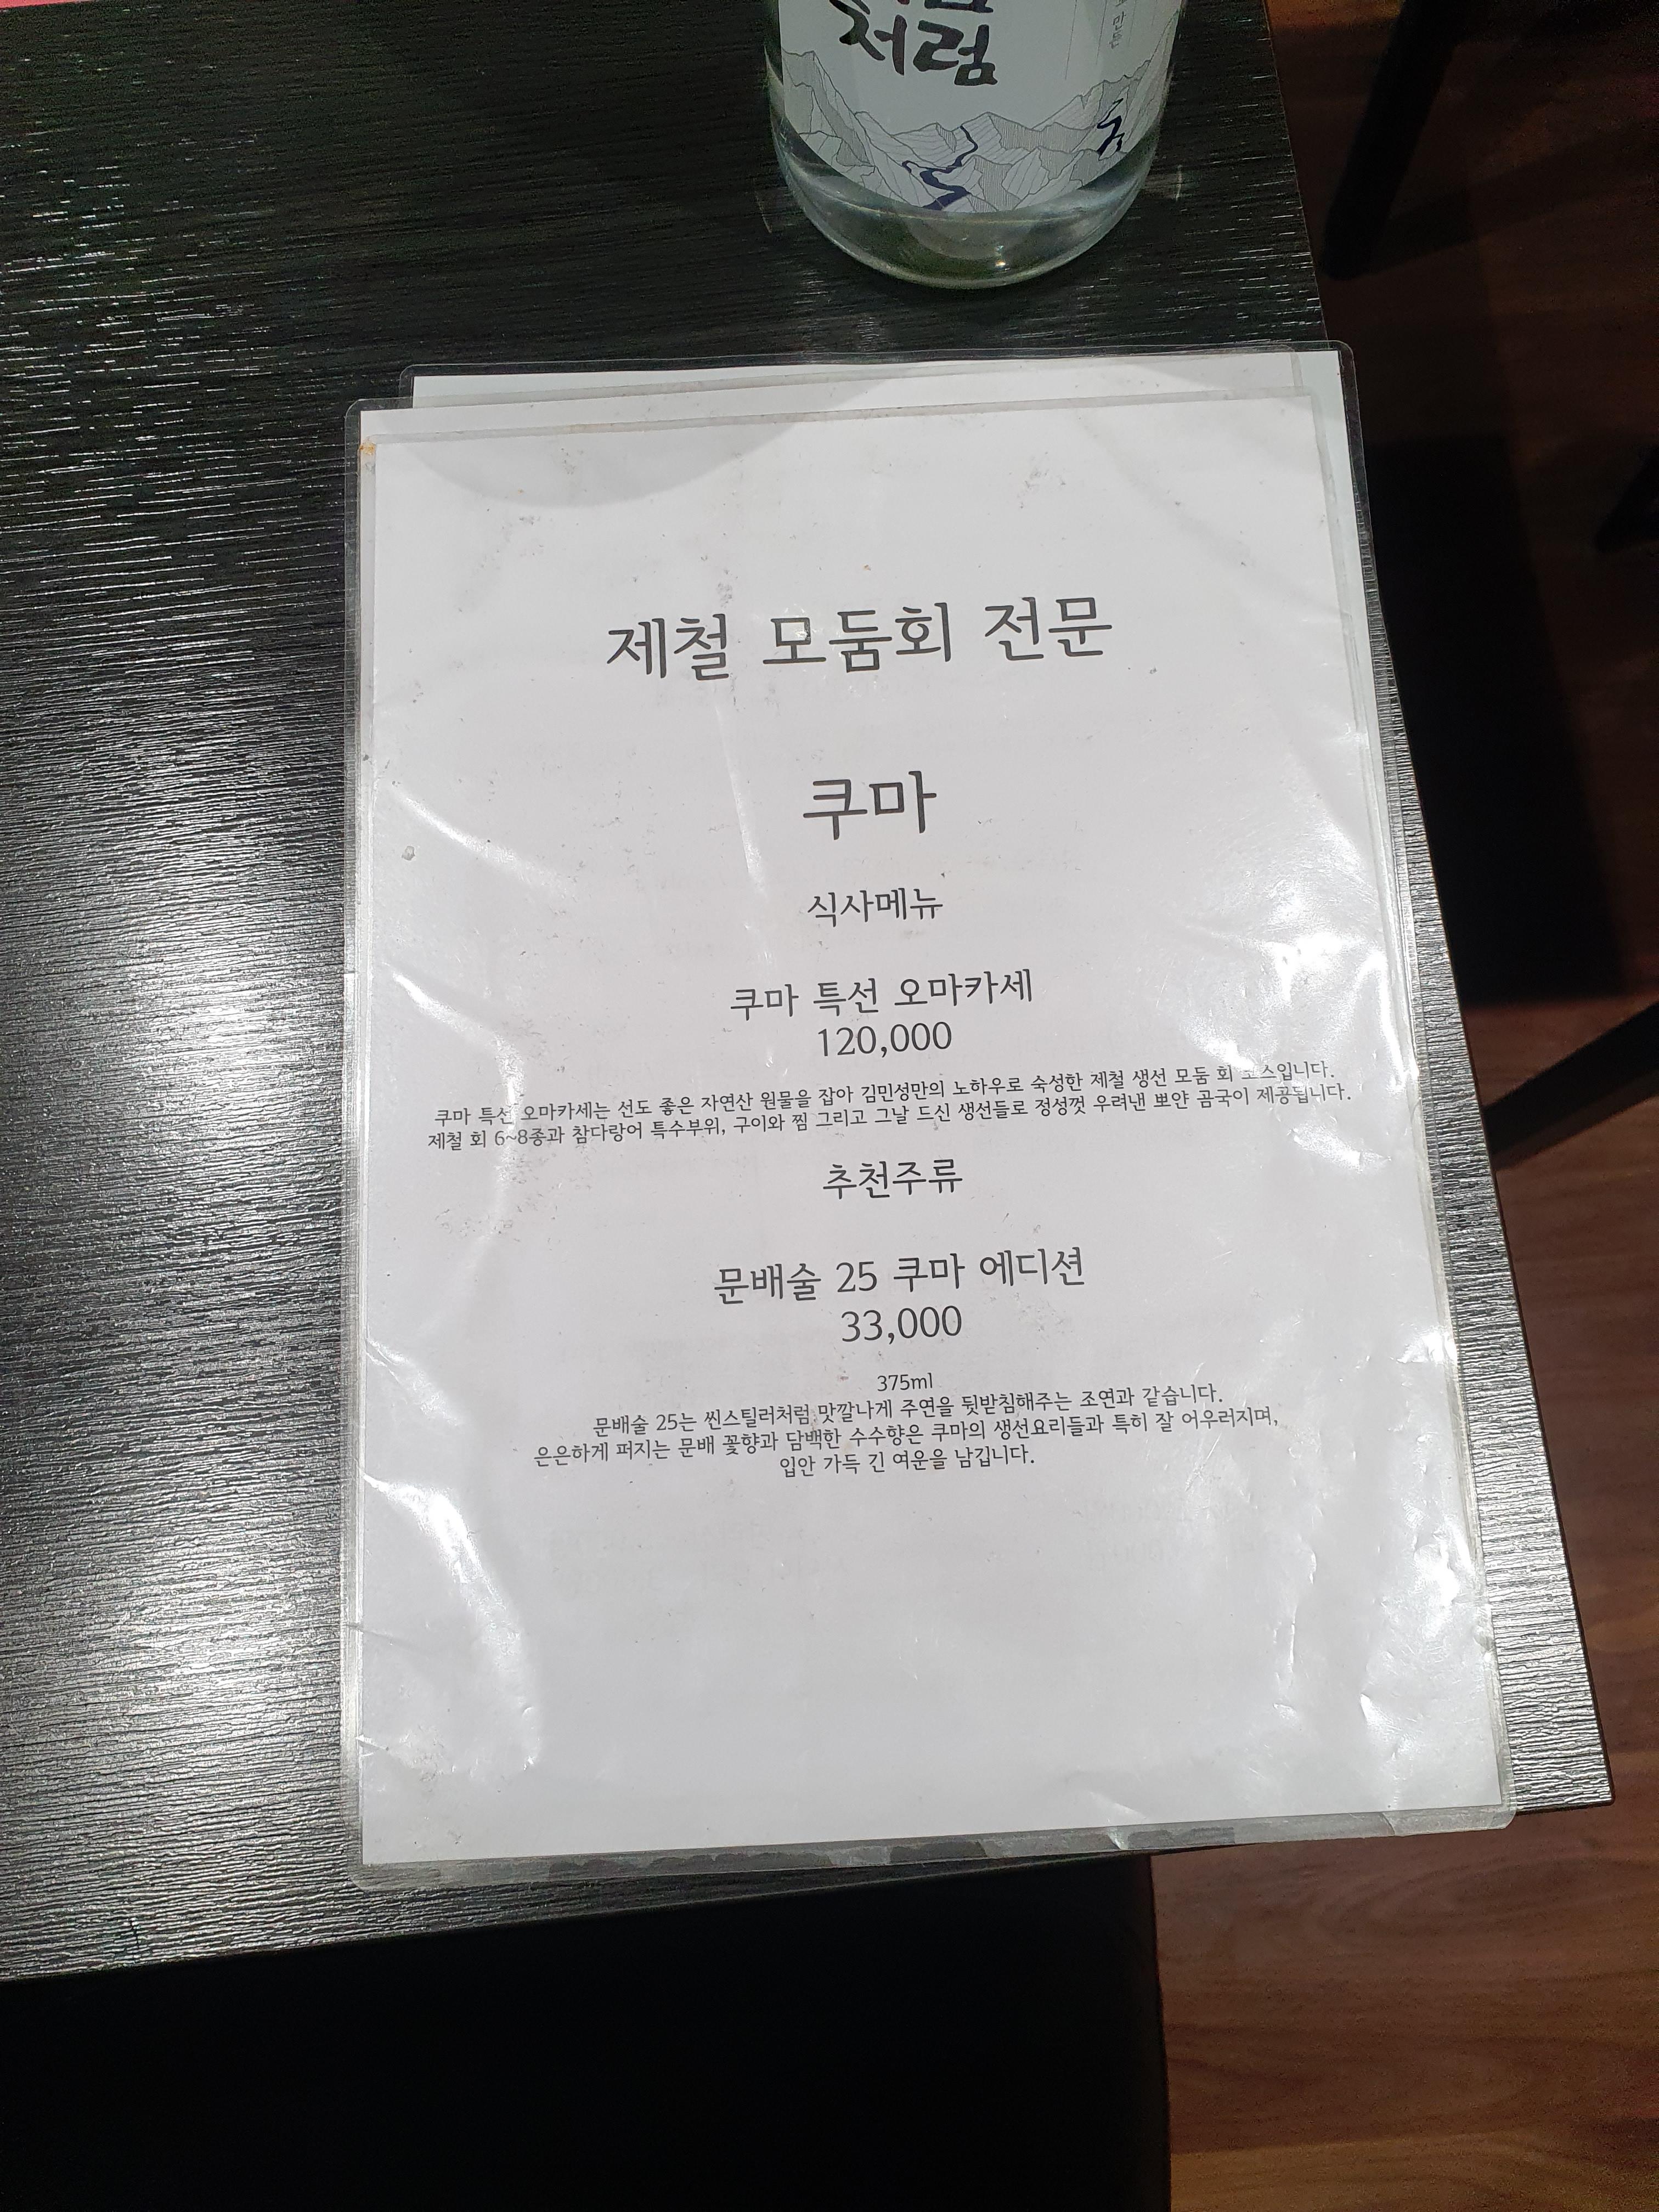 처럼
제철 모둠회 전문
쿠마
식사메뉴
쿠마 특선 오마카세
120,000
쿠마 특선 오마카세는 선도 좋은 자연산 원물을 잡아 김민성만의 노하우로 숙성한 제철 생선 모둠 회 코스입니다.
제철 회 6~8종과 참다랑어 특수부위, 구이와 찜 그리고 그날 드신 생선들로 정성껏 우려낸 뽀얀 곰국이 제공됩니다.
추천주류
문배술 25 쿠마 에디션
33,000
375ml
문배술 25는 씬스틸러처럼 맛깔나게 주연을 뒷받침해주는 조연과 같습니다.
은은하게 퍼지는 문배 꽃향과 담백한 수수향은 쿠마의 생선요리들과 특히 잘 어우러지며,
입안 가득 긴 여운을 남깁니다.